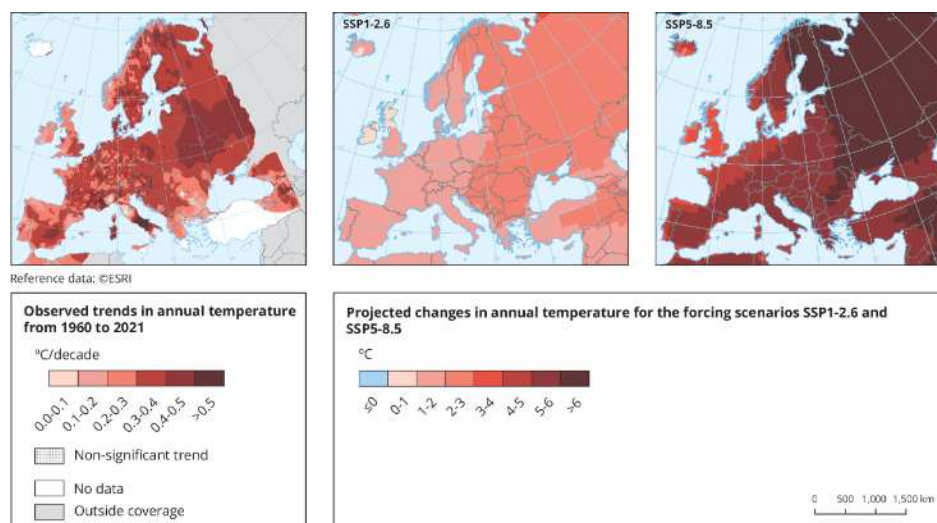 SSP1-2.6
SSP5-8.5
Reference data: ©ESRI
Observed trends in annual temperature
from 1960 to 2021
°C/decade
0.0-0.1
0.1-0.2
0.2-0.3
0.3-0.4
0.4-0.5
>0.5
Non-significant trend
No data
Outside coverage
Projected changes in annual temperature for the forcing scenarios SSP1-2.6 and
SSP5-8.5
°C
≤0
0-1
1-2
2-3
3-4
4-5
5-6
>6
0 500 1,000 1,500 km